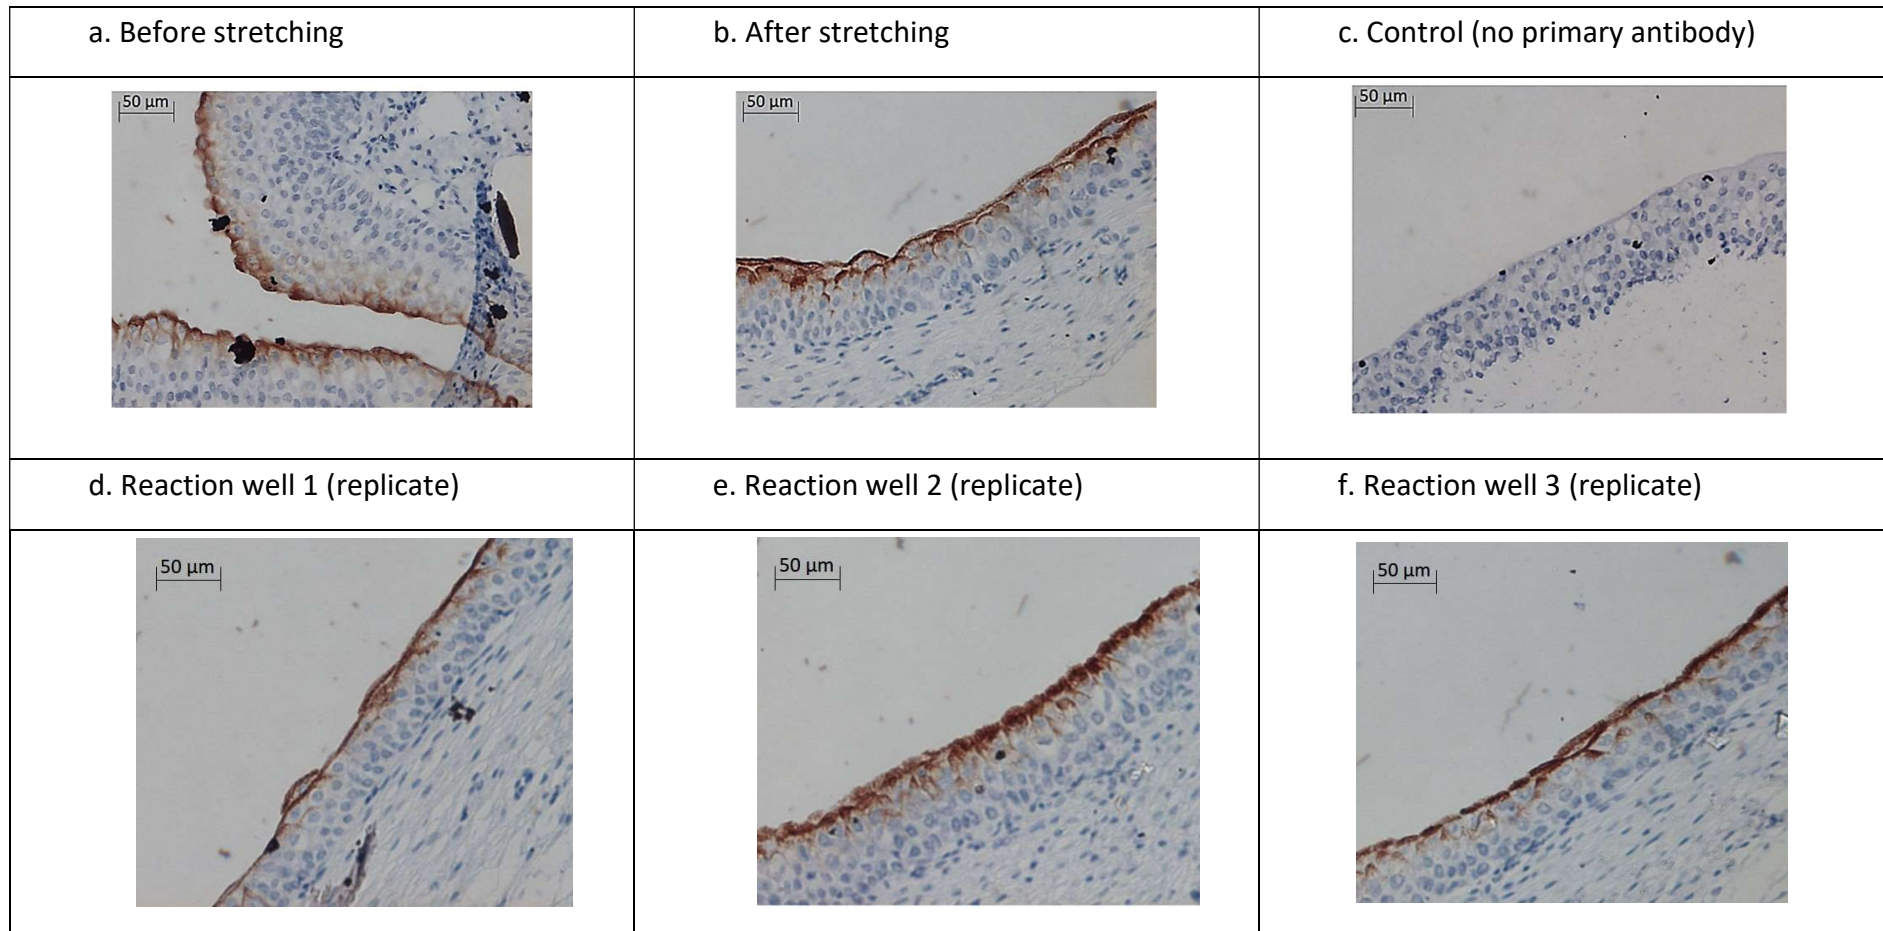 a. Before stretching
b. After stretching
c. Control (no primary antibody)
50 µm
50 µm
50 µm
d. Reaction well 1 (replicate)
e. Reaction well 2 (replicate)
f. Reaction well 3 (replicate)
50 µm
50 µm
50 µm